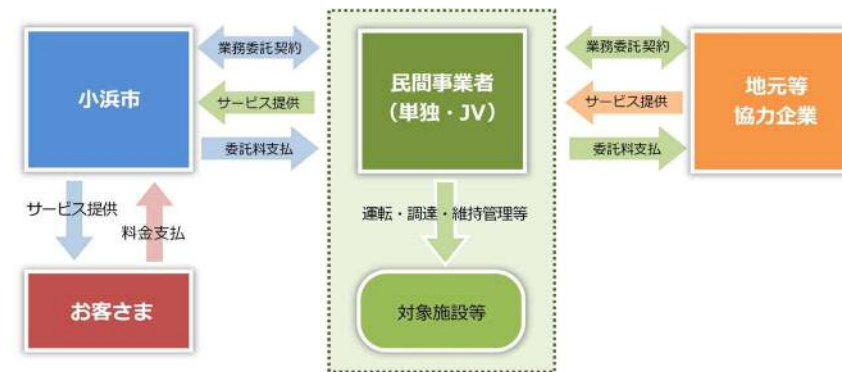 業務委託契約
業務委託契約
小浜市
サービス提供
民間事業者
(単独・JV)
サービス提供
地元等
協力企業
委託料支払
委託料支払
サービス提供
料金支払
運転・調達・維持管理等
お客さま
対象施設等